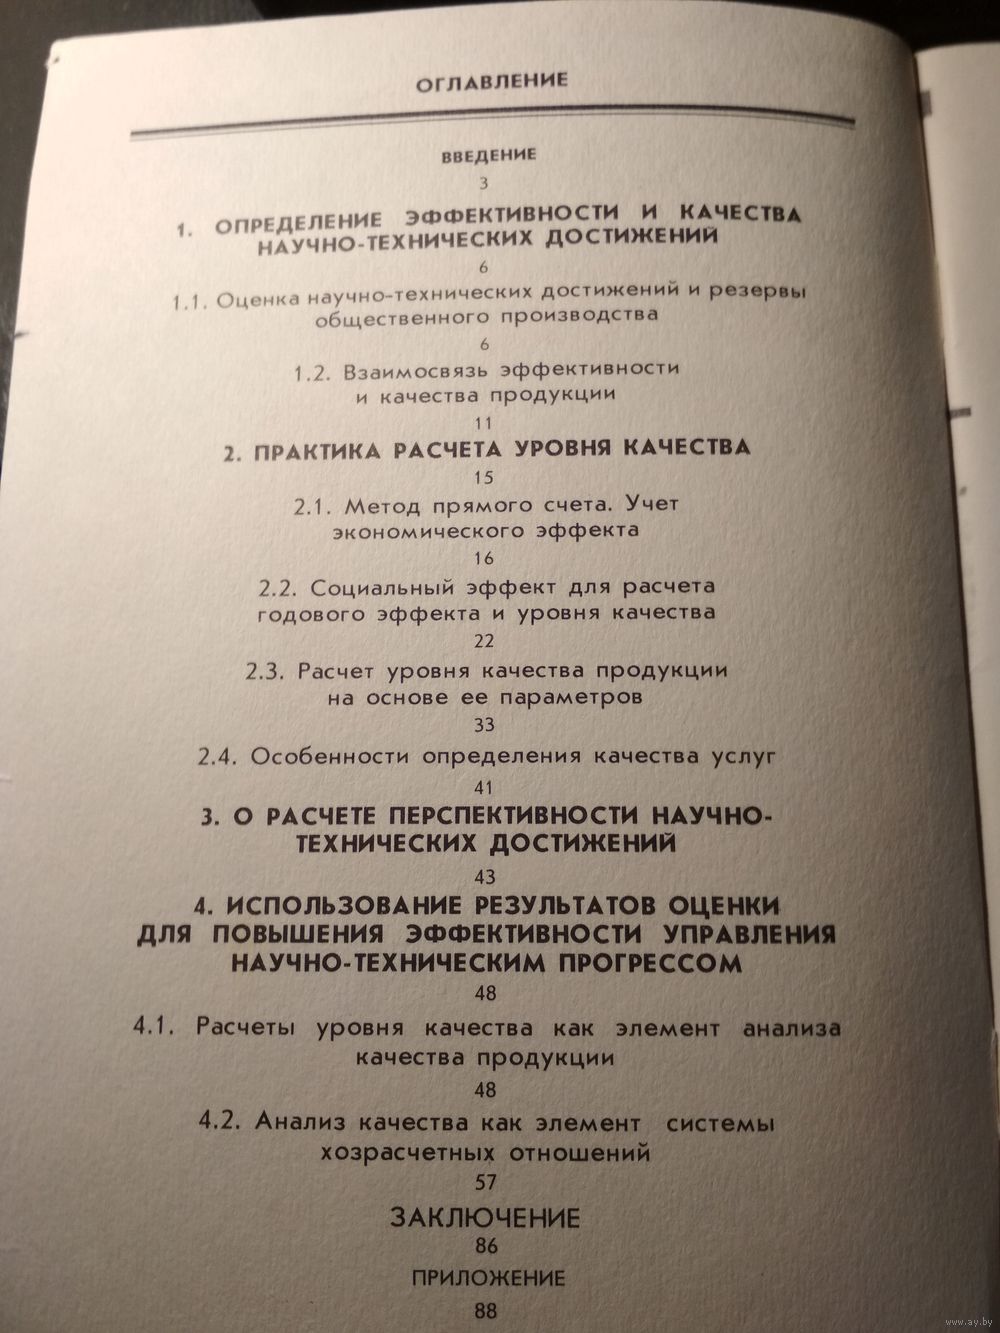 ОГЛАВЛЕНИЕ
ВВЕДЕНИЕ
3
1. ОПРЕДЕЛЕНИЕ ЭФФЕКТИВНОСТИ И КАЧЕСТВА
НАУЧНО-ТЕХНИЧЕСКИХ ДОСТИЖЕНИЙ
6
1.1. Оценка научно-технических достижений и резервы
общественного производства
6
1.2. Взаимосвязь эффективности
и качества продукции
11
2. ПРАКТИКА РАСЧЕТА УРОВНЯ КАЧЕСТВА
15
2.1. Метод прямого счета. Учет
экономического эффекта
16
2.2. Социальный эффект для расчета
годового эффекта и уровня качества
22
2.3. Расчет уровня качества продукции
на основе ее параметров
33
2.4. Особенности определения качества услуг
41
3. О РАСЧЕТЕ ПЕРСПЕКТИВНОСТИ НАУЧНО-
ТЕХНИЧЕСКИХ ДОСТИЖЕНИЙ
43
4. ИСПОЛЬЗОВАНИЕ РЕЗУЛЬТАТОВ ОЦЕНКИ
ДЛЯ ПОВЫШЕНИЯ ЭФФЕКТИВНОСТИ УПРАВЛЕНИЯ
НАУЧНО-ТЕХНИЧЕСКИМ ПРОГРЕССОМ
48
4.1. Расчеты уровня качества как элемент анализа
качества продукции
48
4.2. Анализ качества как элемент системы
хозрасчетных отношений
57
ЗАКЛЮЧЕНИЕ
86
ПРИЛОЖЕНИЕ
88
www.ay.by